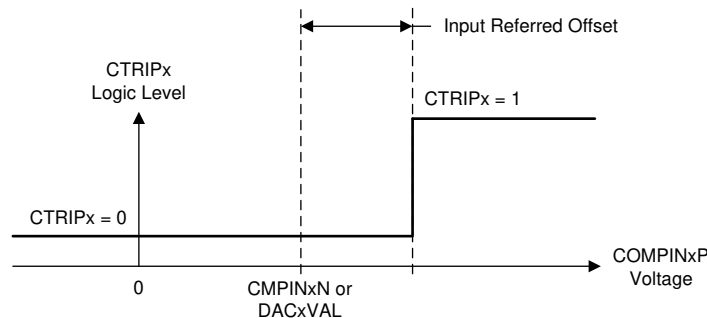 Input Referred Offset
CTRIPx
Logic Level
CTRIPx = 1
CTRIPx = 0
COMPINxP
Voltage
0
CMPINxN or
DACxVAL